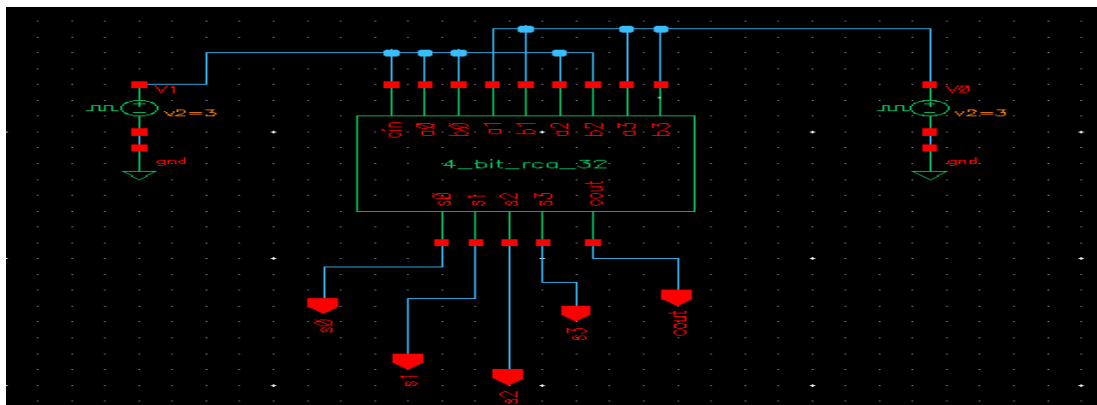 V1
V0
v2=3
v2=3
cin a0 b0 a1 b1 a2 b2 a3 b3
gnd
4_bit_rca_32
gnd
s0 s1 s2 s3 cout
s0
s3
cout
s1
s2